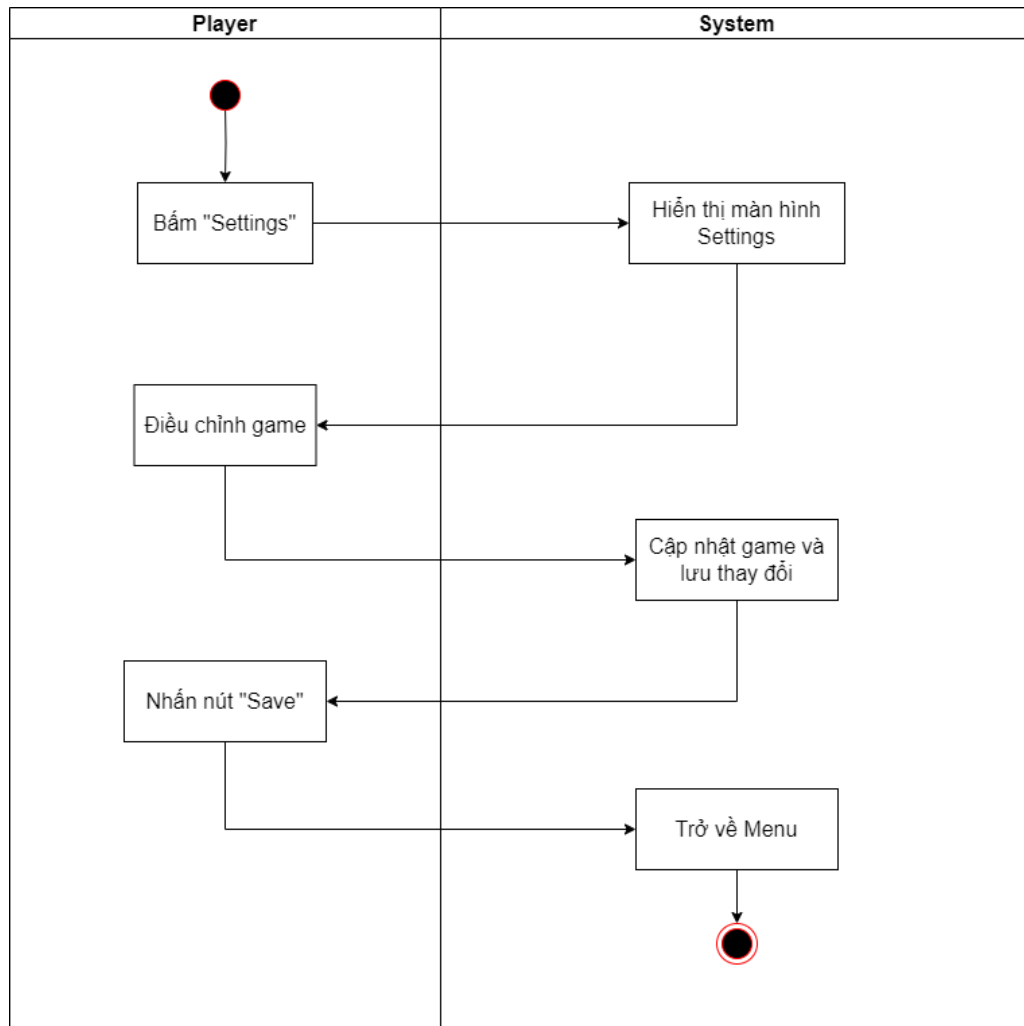 Player
System
Bấm "Settings"
Hiển thị màn hình
Settings
Điều chỉnh game
Cập nhật game và
lưu thay đổi
Nhấn nút "Save"
Trở về Menu